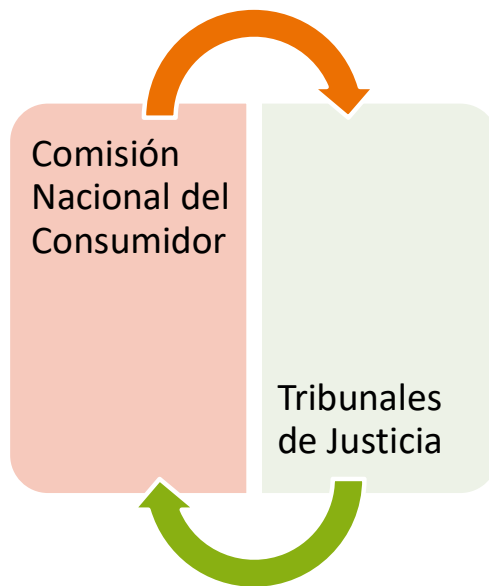 Comisión
Nacional del
Consumidor
Tribunales
de Justicia